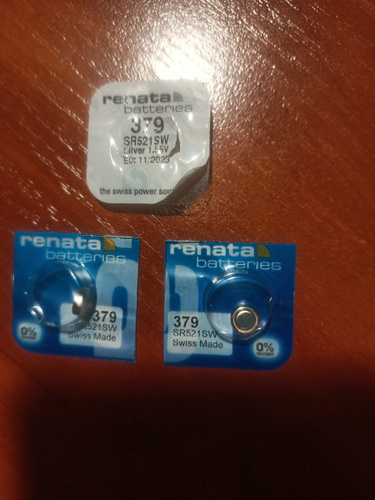 renata
batteries
379
SR521SW
Silver 1.55V
ED: 11/2023
the swiss power sou
renata
batteries
379
SR521SW
Swiss Made
0%
renata
batteries
379
SR521SW
Swiss Made
0%